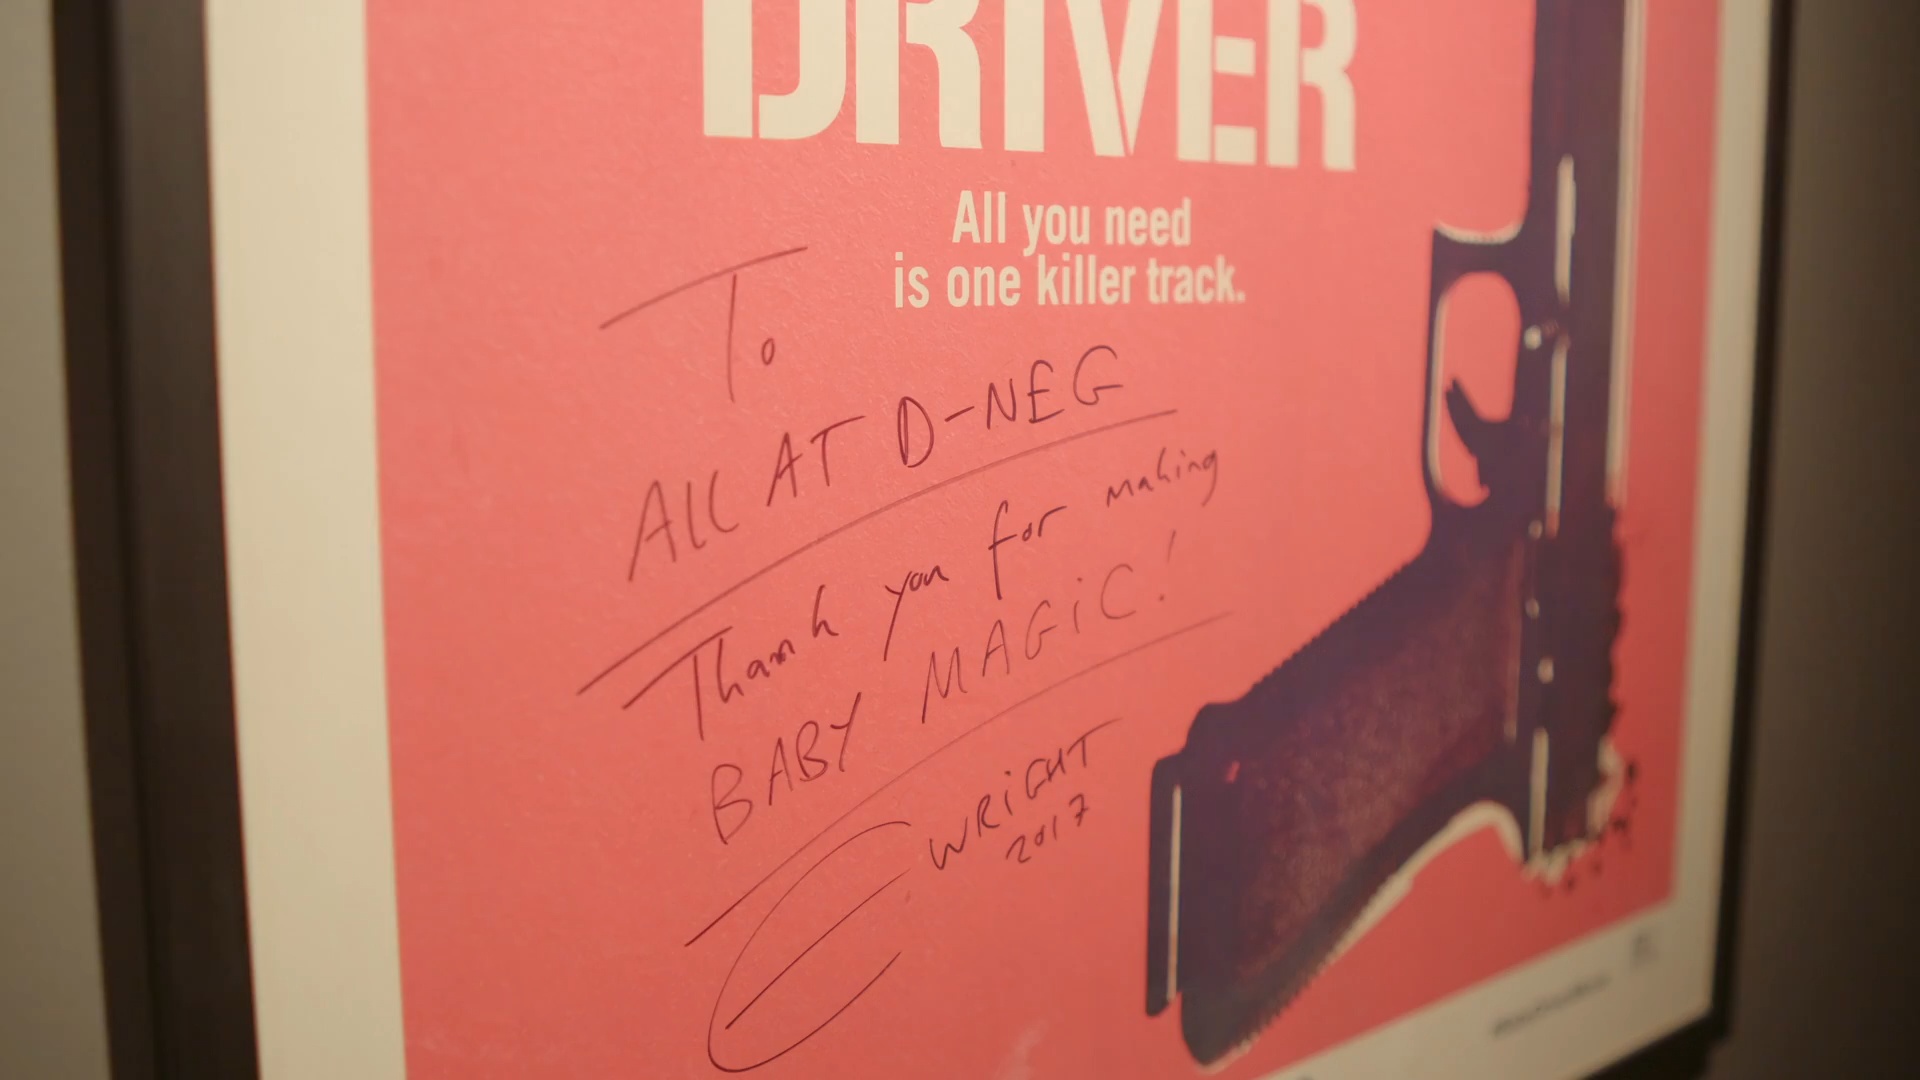 DRIVER
All you need
is one killer track.
To
ALL AT D-NEG
Thank you for making
BABY MAGiC!
E WRiGHT
2017